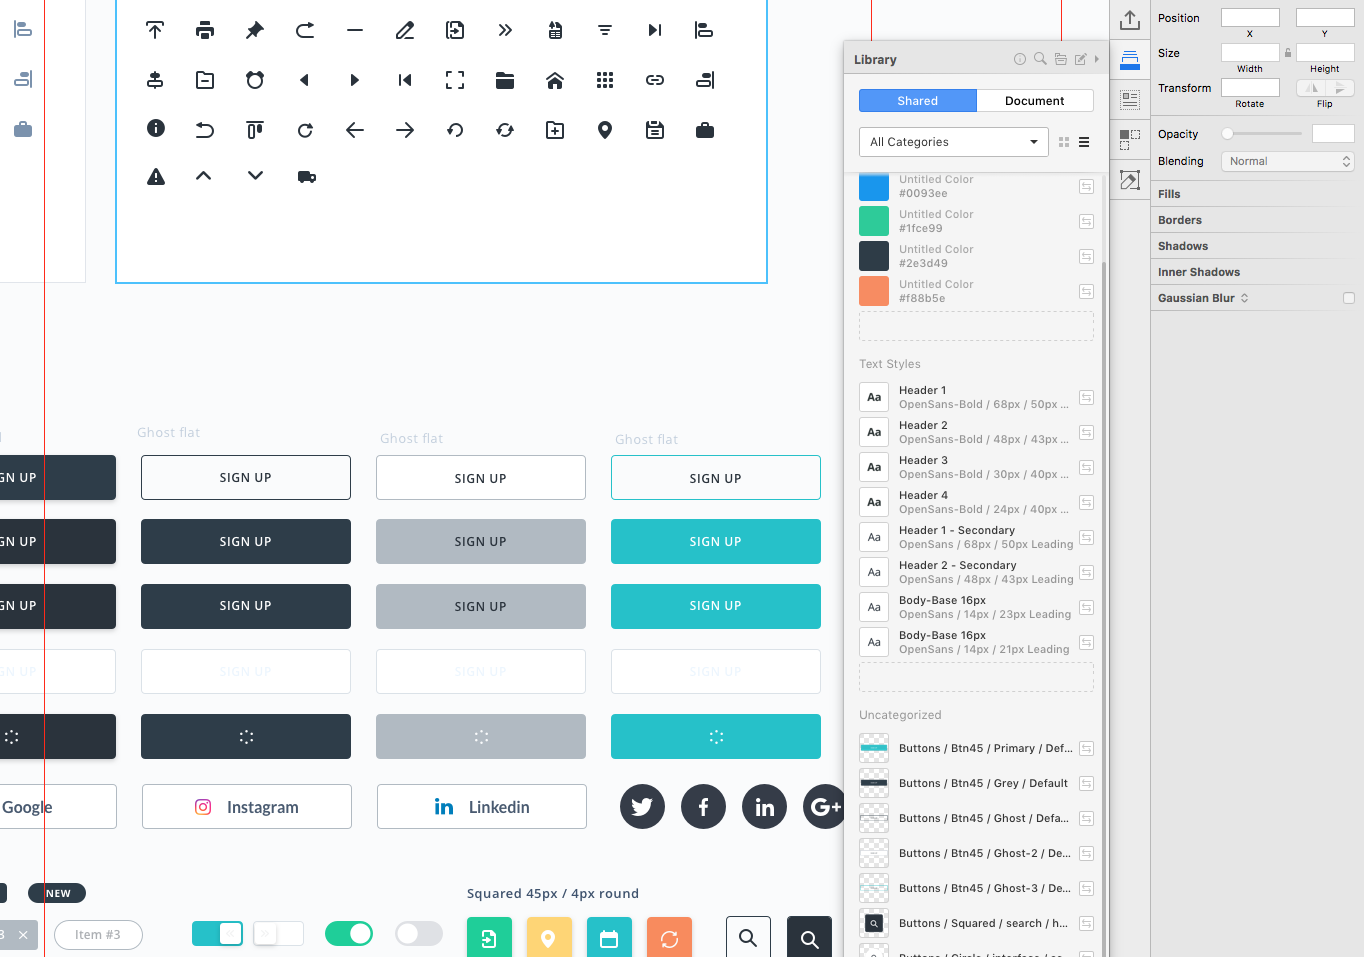 Library
Shared
Document
All Categories
Untitled Color
#0093ee
Untitled Color
#1fce99
Untitled Color
#2e3d49
Untitled Color
#f88b5e
Text Styles
Aa
Header 1
OpenSans-Bold / 68px / 50px ...
Aa
Header 2
OpenSans-Bold / 48px / 43px ...
Aa
Header 3
OpenSans-Bold / 30px / 40px ...
Aa
Header 4
OpenSans-Bold / 24px / 40px ...
Aa
Header 1 - Secondary
OpenSans / 68px / 50px Leading
Aa
Header 2 - Secondary
OpenSans / 48px / 43px Leading
Aa
Body-Base 16px
OpenSans / 14px / 23px Leading
Aa
Body-Base 16px
OpenSans / 14px / 21px Leading
Uncategorized
Buttons / Btn45 / Primary / Def...
Buttons / Btn45 / Grey / Default
Buttons / Btn45 / Ghost / Defa...
Buttons / Btn45 / Ghost-2 / De...
Buttons / Btn45 / Ghost-3 / De...
Buttons / Squared / search / h...
Position
X
Y
Size
Width
Height
Transform
Rotate
Flip
Opacity
Blending
Normal
Fills
Borders
Shadows
Inner Shadows
Gaussian Blur
Ghost flat
Ghost flat
Ghost flat
GN UP
SIGN UP
SIGN UP
SIGN UP
GN UP
SIGN UP
SIGN UP
SIGN UP
GN UP
SIGN UP
SIGN UP
SIGN UP
GN UP
SIGN UP
SIGN UP
SIGN UP
Google
Instagram
in
Linkedin
f
in
G+
NEW
Squared 45px / 4px round
3
Item #3